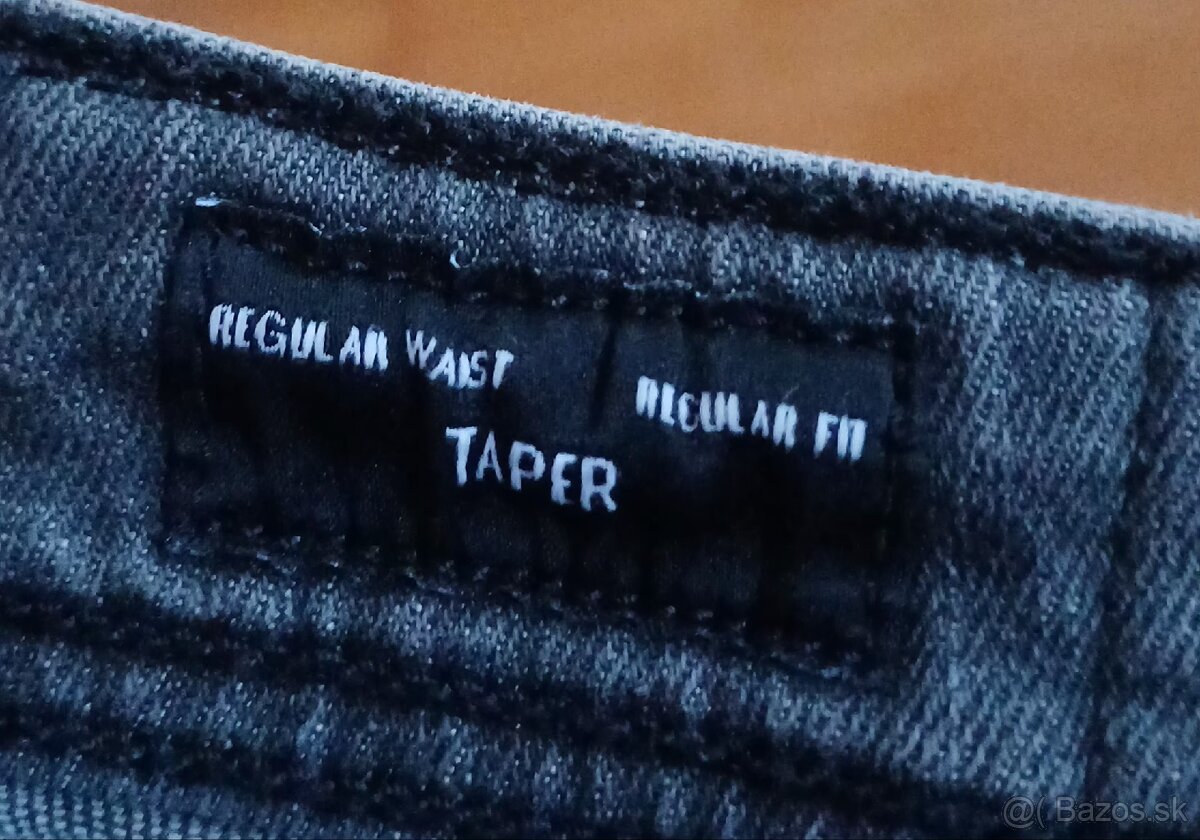 REGULAR WAIST
REGULAR FIT
TAPER
@( Bazos.sk